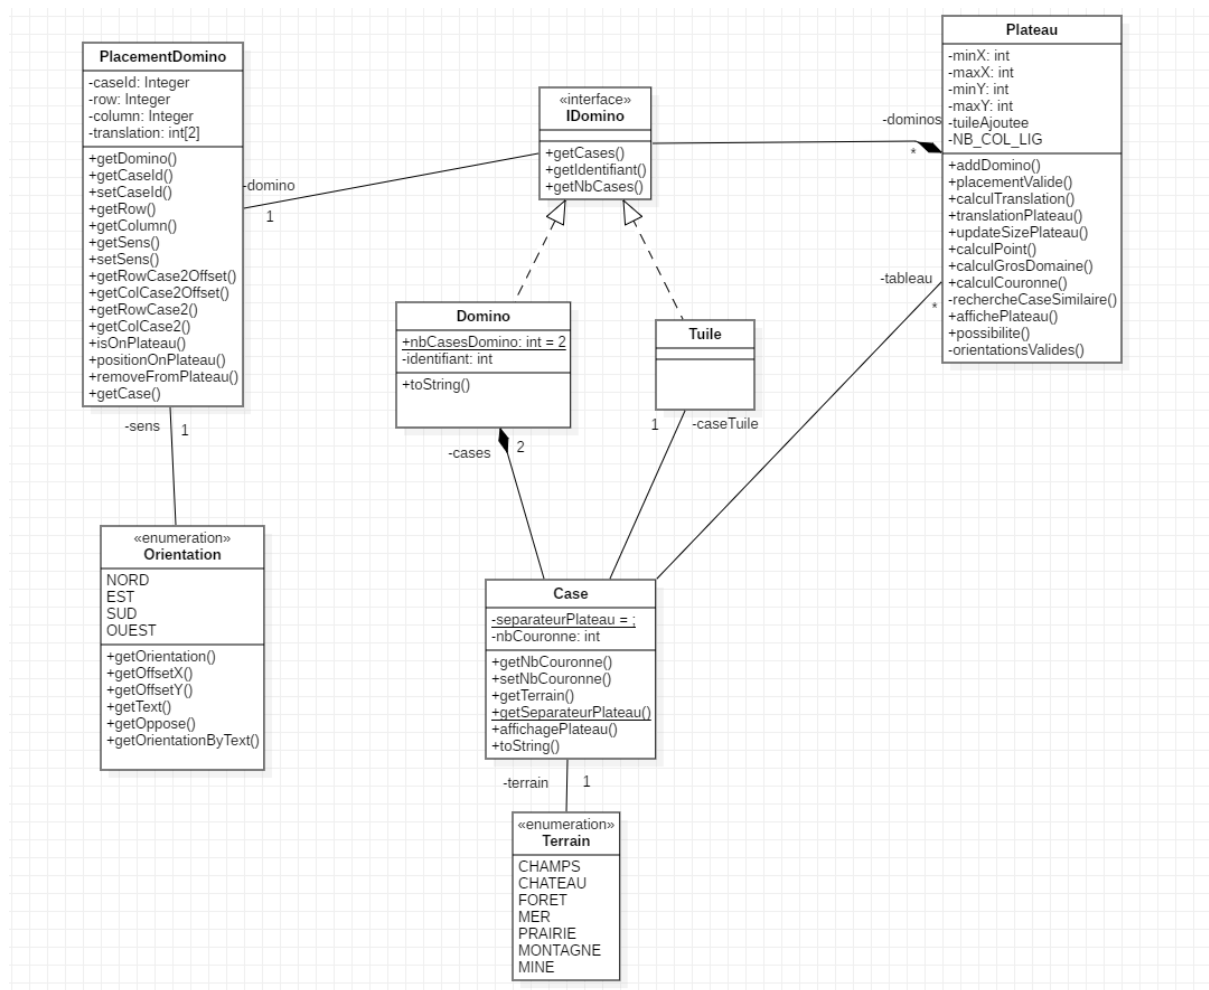 PlacementDomino
-caseId: Integer
-row: Integer
-column: Integer
-translation: int[2]
+getDomino()
+getCaseId()
+setCaseId()
+getRow()
+getColumn()
+getSens()
+setSens()
+getRowCase2Offset()
+getColCase2Offset()
+getRowCase2()
+getColCase2()
+isOnPlateau()
+positionOnPlateau()
+removeFromPlateau()
+getCase()
-domino
1
-sens
1
«interface»
IDomino
+getCases()
+getIdentifiant()
+getNbCases()
-dominos
*
Plateau
-minX: int
-maxX: int
-minY: int
-maxY: int
-tuileAjoutee
-NB_COL_LIG
+addDomino()
+placementValide()
+calculTranslation()
+translationPlateau()
+updateSizePlateau()
+calculPoint()
+calculGrosDomaine()
+calculCouronne()
-rechercheCaseSimilaire()
+affichePlateau()
+possibilite()
-orientationsValides()
-tableau
*
Domino
+nbCasesDomino: int = 2
-identifiant: int
+toString()
-cases
2
Tuile
1
-caseTuile
«enumeration»
Orientation
NORD
EST
SUD
OUEST
+getOrientation()
+getOffsetX()
+getOffsetY()
+getText()
+getOppose()
+getOrientationByText()
Case
-separateurPlateau = ;
-nbCouronne: int
+getNbCouronne()
+setNbCouronne()
+getTerrain()
+getSeparateurPlateau()
+affichagePlateau()
+toString()
-terrain
1
«enumeration»
Terrain
CHAMPS
CHATEAU
FORET
MER
PRAIRIE
MONTAGNE
MINE